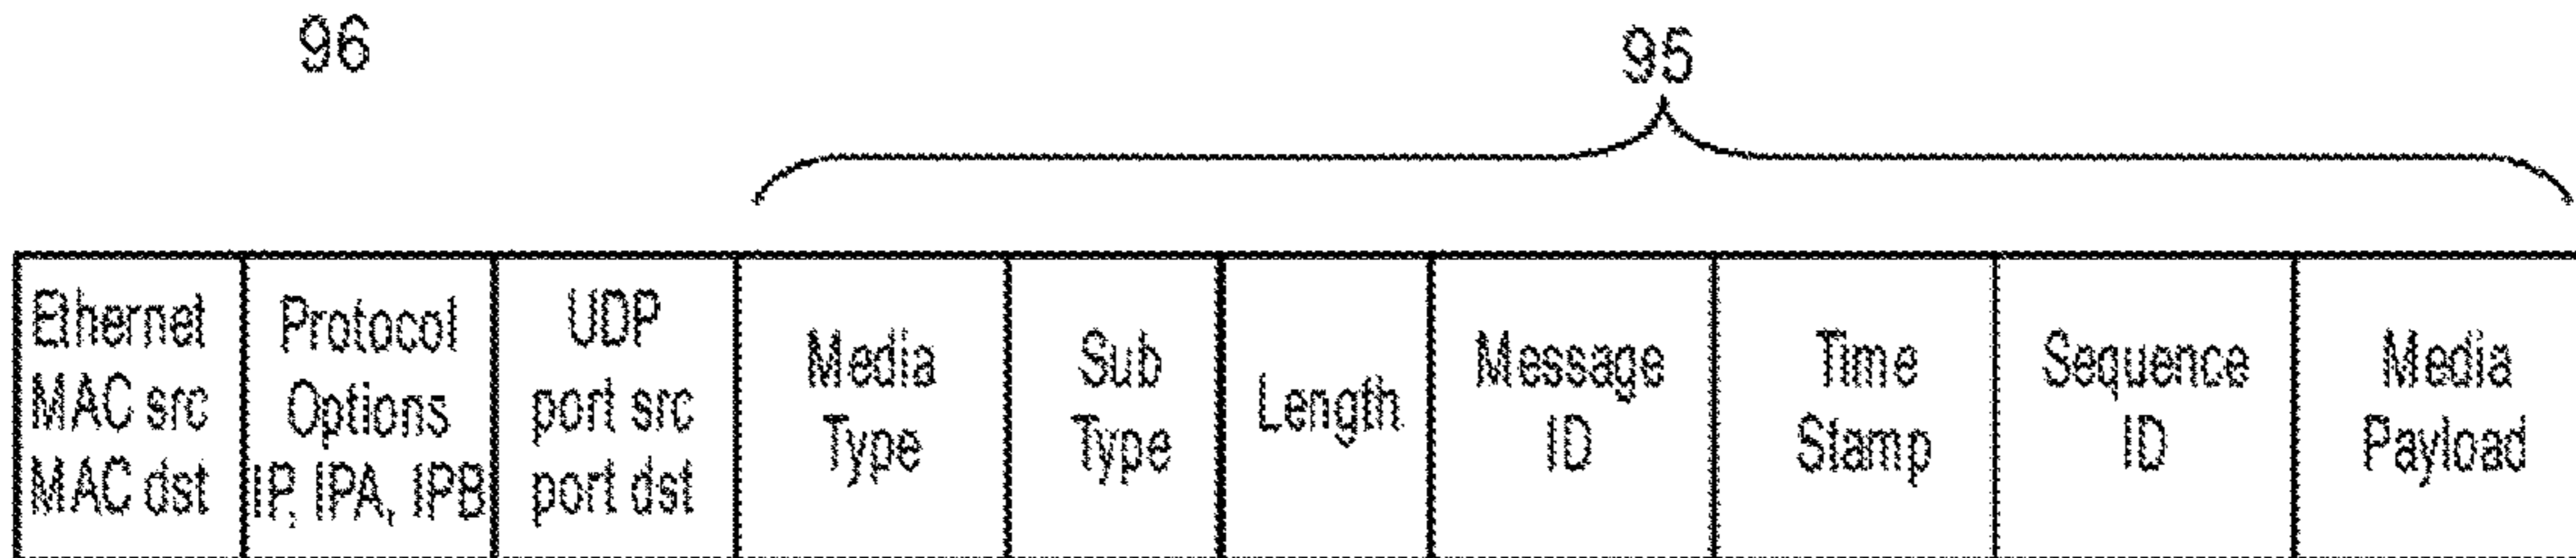 96
95
Ethernet
MAC src
MAC dst
Protocol
Options
IP, IPA, IPB
UDP
port src
port dst
Media
Type
Sub
Type
Length
Message
ID
Time
Stamp
Sequence
ID
Media
Payload